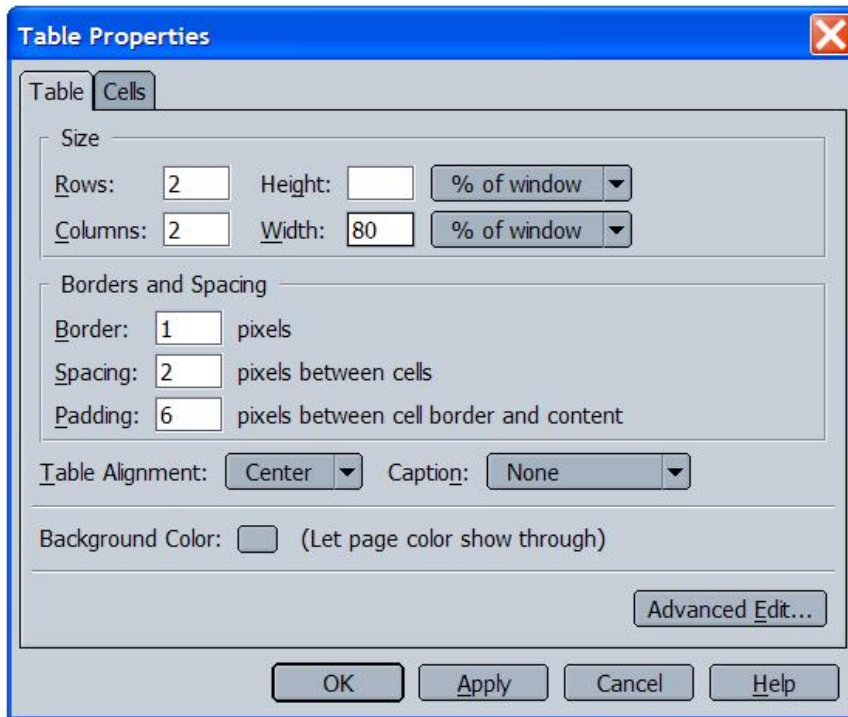 Table Properties
Table Cells
Size
Rows: 2 Height: % of window
Columns: 2 Width: 80 % of window
Borders and Spacing
Border: 1 pixels
Spacing: 2 pixels between cells
Padding: 6 pixels between cell border and content
Table Alignment: Center Caption: None
Background Color: (Let page color show through)
Advanced Edit...
OK Apply Cancel Help